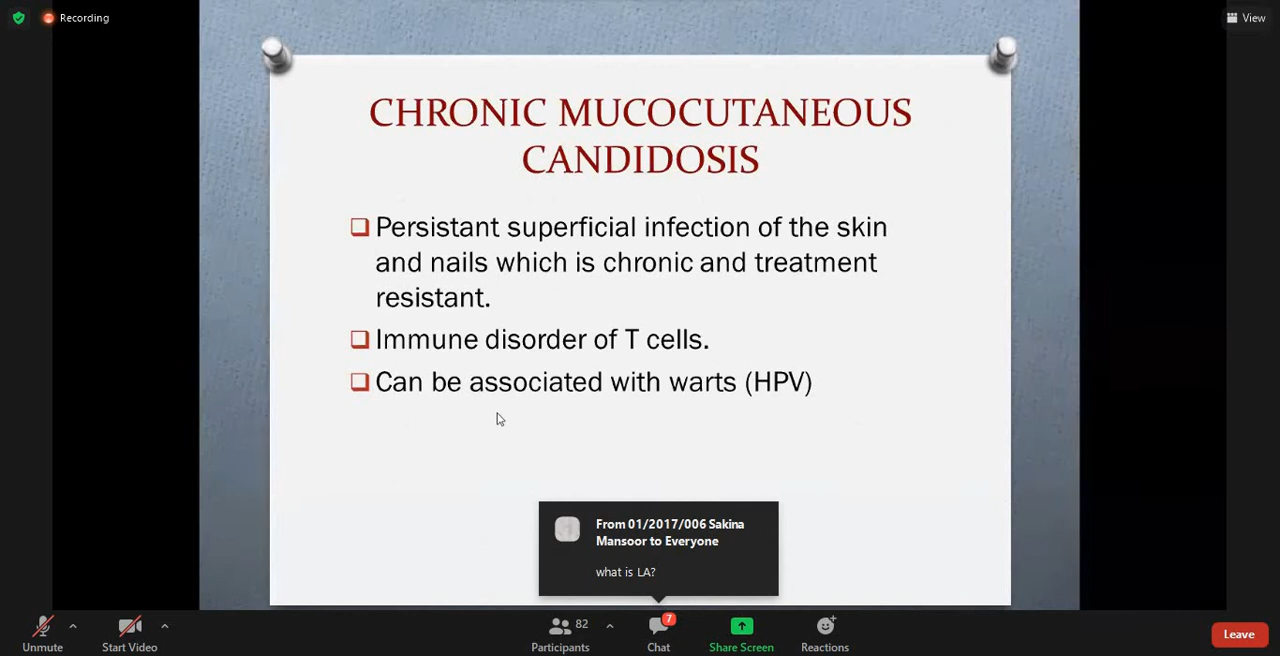 Recording
View
CHRONIC MUCOCUTANEOUS
CANDIDOSIS
Persistant superficial infection of the skin
and nails which is chronic and treatment
resistant.
Immune disorder of T cells.
Can be associated with warts (HPV)
From 01/2017/006 Sakina
Mansoor to Everyone
what is LA?
Unmute
Start Video
82
Participants
7
Chat
Share Screen
Reactions
Leave